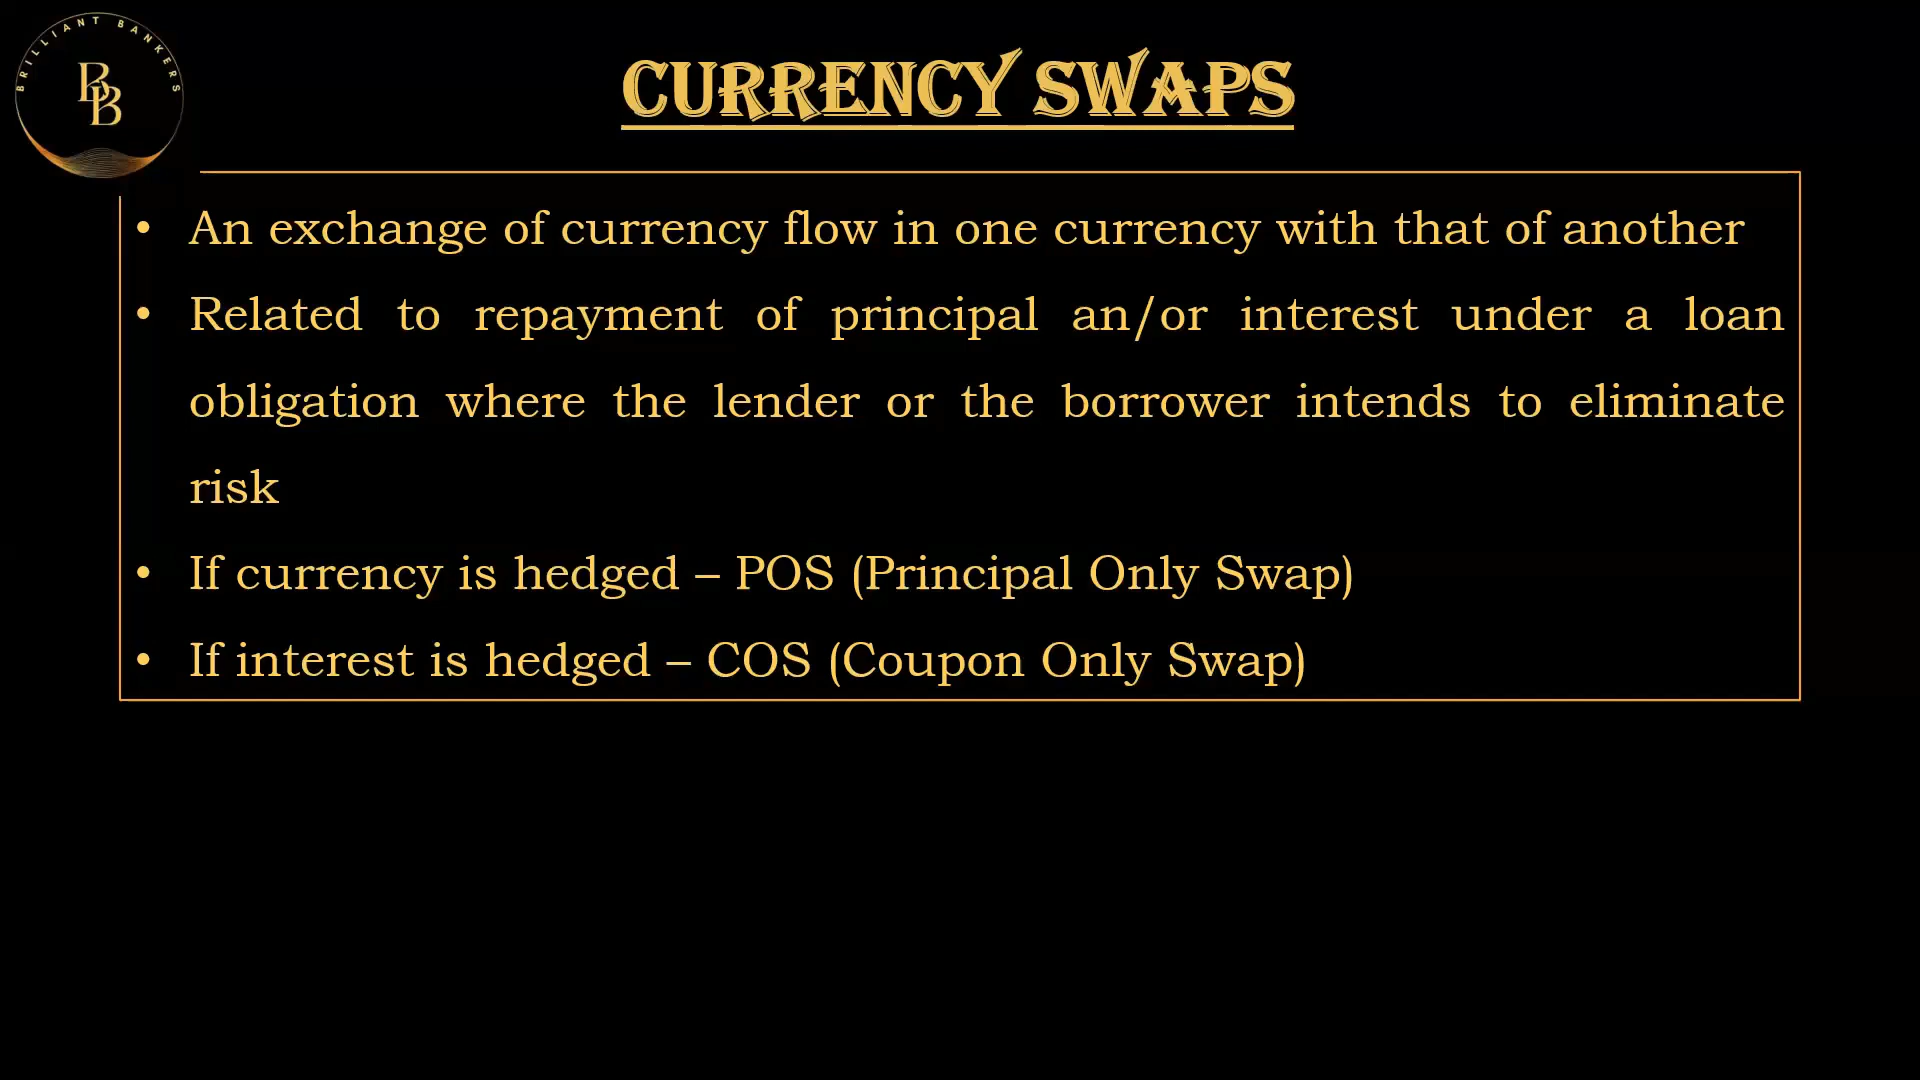 BRILLIANT BANKERS
BB
CURRENCY SWAPS
• An exchange of currency flow in one currency with that of another
• Related to repayment of principal an/or interest under a loan
obligation where the lender or the borrower intends to eliminate
risk
• If currency is hedged – POS (Principal Only Swap)
• If interest is hedged – COS (Coupon Only Swap)